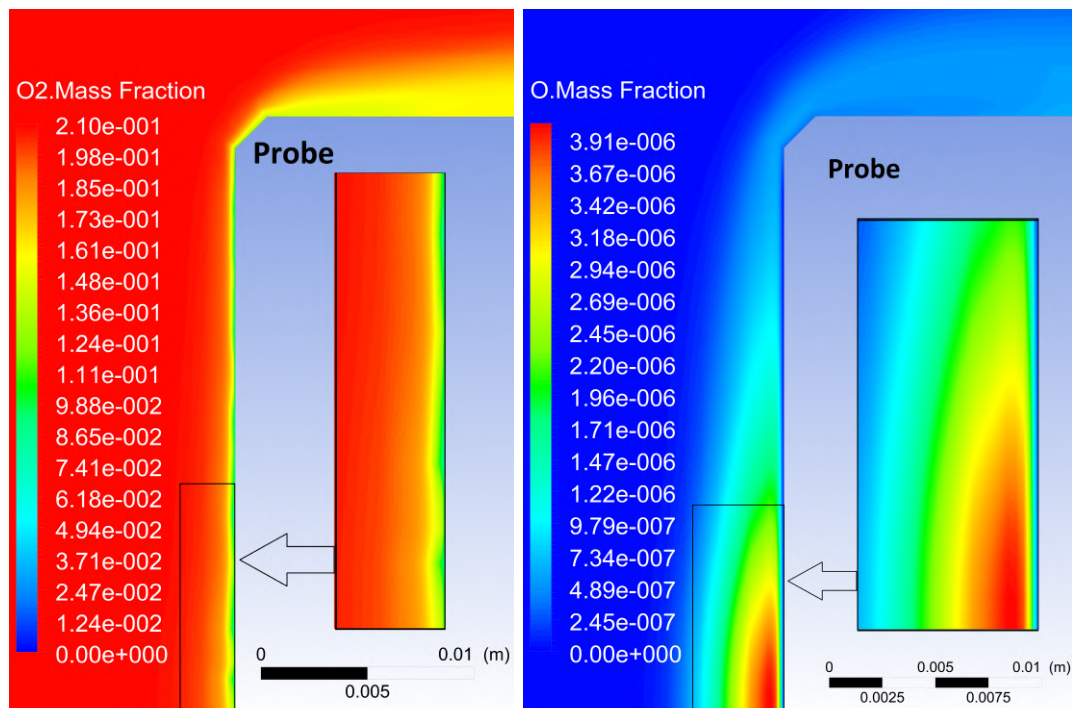 O2.Mass Fraction
2.10e-001
1.98e-001
1.85e-001
1.73e-001
1.61e-001
1.48e-001
1.36e-001
1.24e-001
1.11e-001
9.88e-002
8.65e-002
7.41e-002
6.18e-002
4.94e-002
3.71e-002
2.47e-002
1.24e-002
0.00e+000
Probe
0 0.01 (m)
0.005
O.Mass Fraction
3.91e-006
3.67e-006
3.42e-006
3.18e-006
2.94e-006
2.69e-006
2.45e-006
2.20e-006
1.96e-006
1.71e-006
1.47e-006
1.22e-006
9.79e-007
7.34e-007
4.89e-007
2.45e-007
0.00e+000
Probe
0 0.005 0.01 (m)
0.0025 0.0075